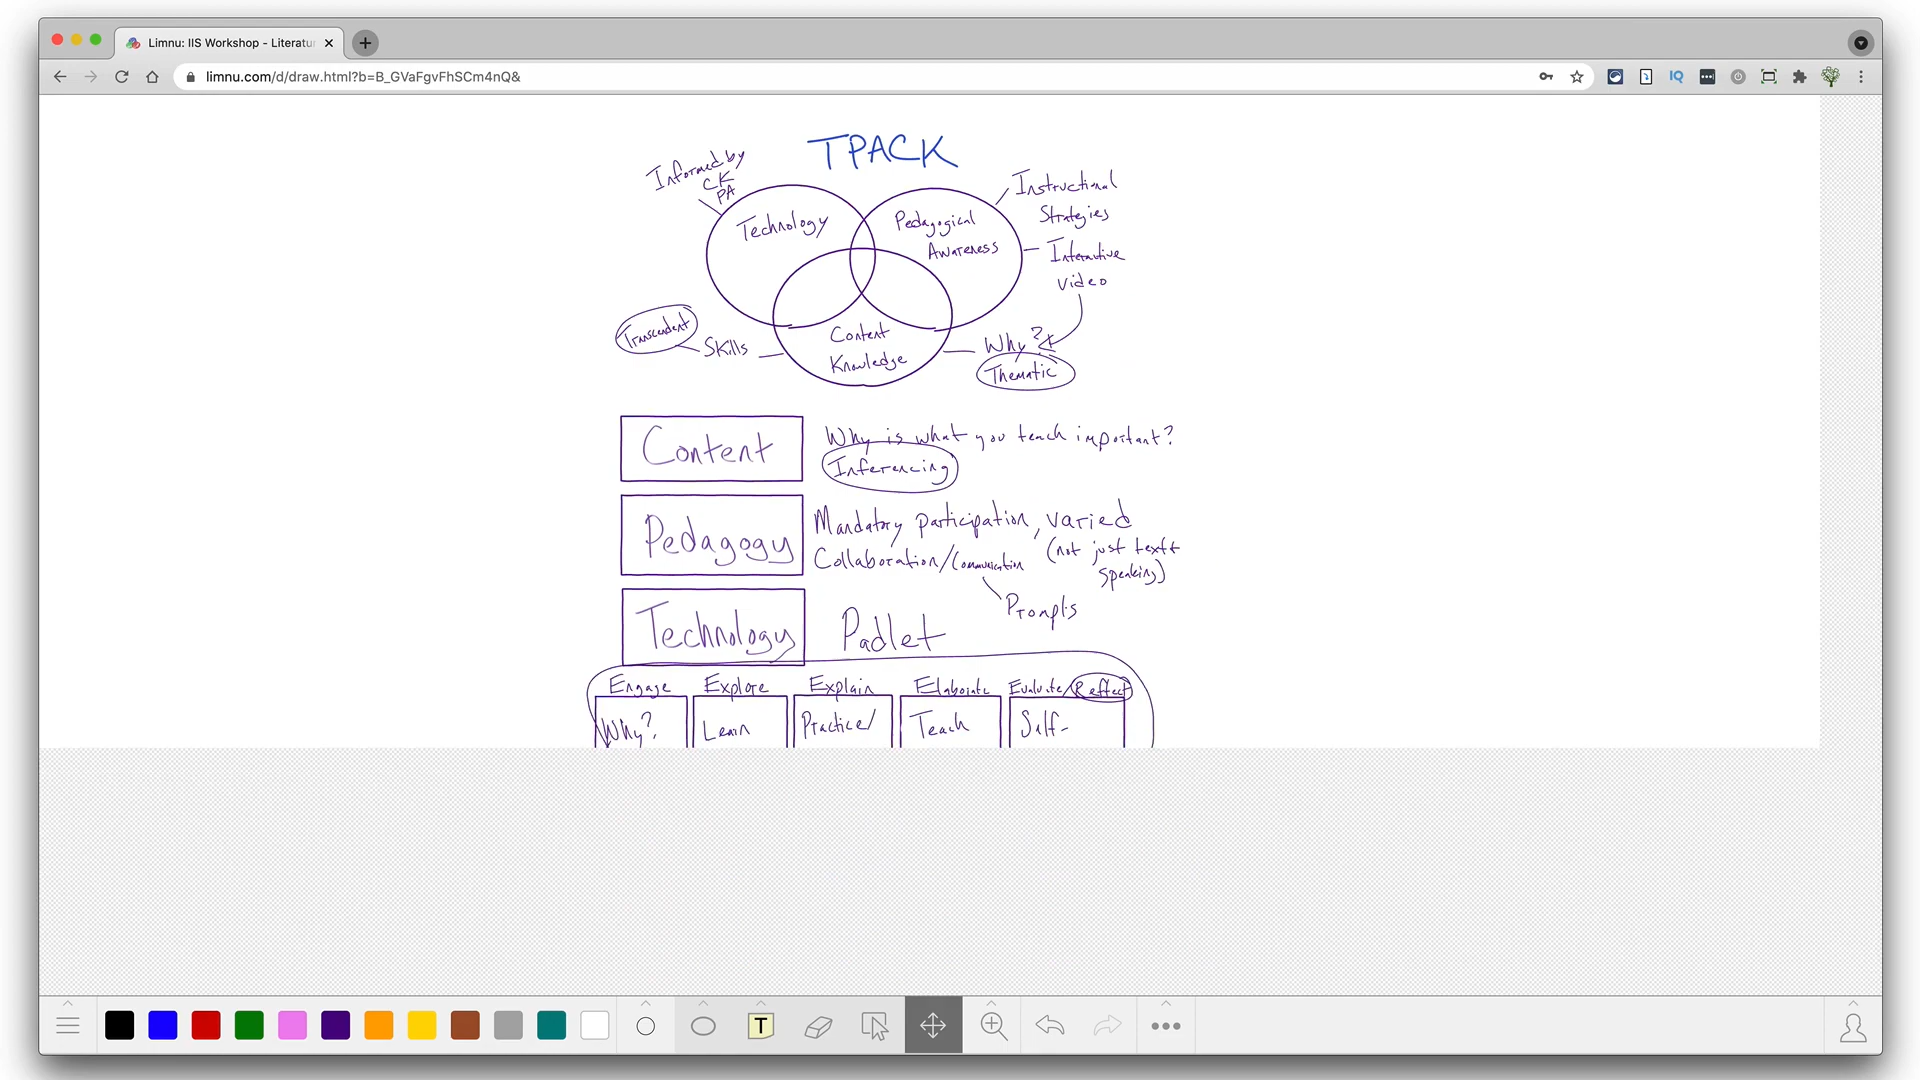 Limnu: IIS Workshop - Literatur
limnu.com/d/draw.html?b=B_GVaFgvFhSCm4nQ&
IQ
TPACK
Informed by
CK
PA
Technology
Pedagogical
Awareness
Instructional
Strategies
Interactive
video
Transcendent
Skills
Content
Knowledge
Why?
Thematic
Content
Why is what you teach important?
Inferencing
Pedagogy
Mandatory participation, varied
Collaboration/Communication
(not just text+
speaking)
Prompts
Technology
Padlet
Engage Explore Explain Elaborate Evaluate/Reflect
Why? Learn Practice/ Teach Self-
T